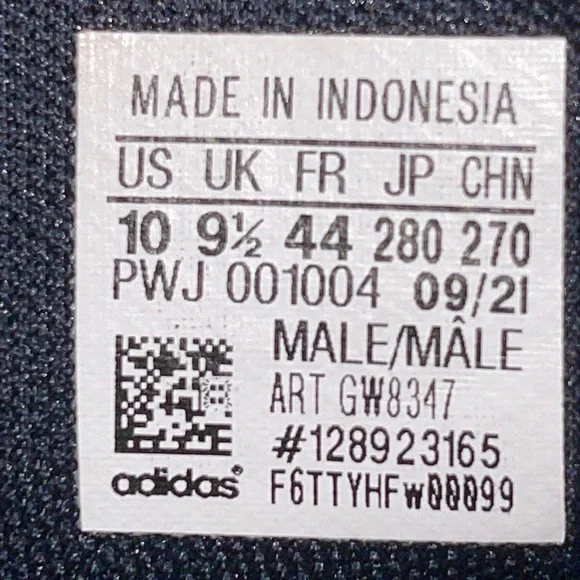 MADE IN INDONESIA
US UK FR JP CHN
10 9½ 44 280 270
PWJ 001004 09/21
MALE/MÂLE
ART GW8347
#128923165
adidas® F6TTYHFw00099